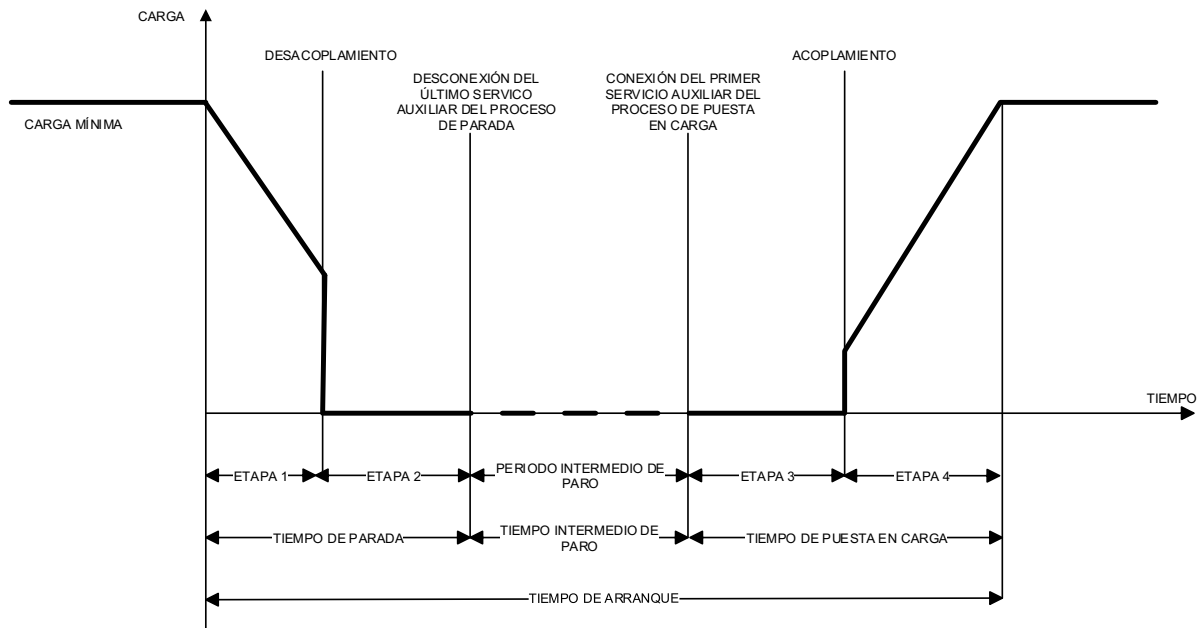 CARGA
DESACOPLAMIENTO
ACOPLAMIENTO
DESCONEXIÓN DEL
ÚLTIMO SERVICO
AUXILIAR DEL PROCESO
DE PARADA
CONEXIÓN DEL PRIMER
SERVICIO AUXILIAR DEL
PROCESO DE PUESTA
EN CARGA
CARGA MÍNIMA
TIEMPO
ETAPA 1
ETAPA 2
PERIODO INTERMEDIO DE
PARO
ETAPA 3
ETAPA 4
TIEMPO DE PARADA
TIEMPO INTERMEDIO DE
PARO
TIEMPO DE PUESTA EN CARGA
TIEMPO DE ARRANQUE